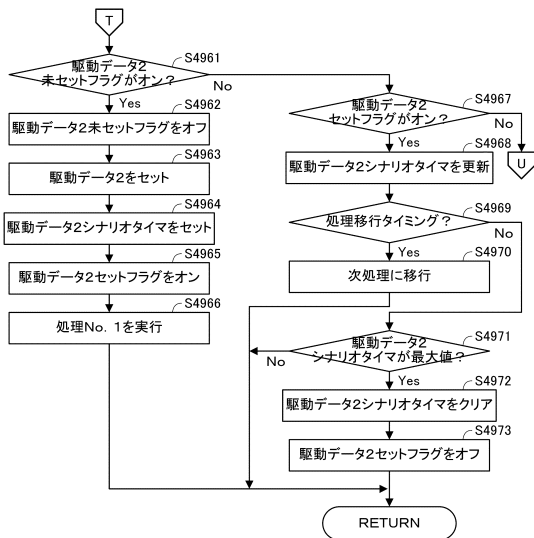 T
S4961
駆動データ2
未セットフラグがオン？
No
Yes
S4962
駆動データ2未セットフラグをオフ
S4963
駆動データ2をセット
S4964
駆動データ2シナリオタイマをセット
S4965
駆動データ2セットフラグをオン
S4966
処理No. 1を実行
S4967
駆動データ2
セットフラグがオン？
No
Yes
U
S4968
駆動データ2シナリオタイマを更新
S4969
処理移行タイミング？
No
Yes
S4970
次処理に移行
S4971
駆動データ2
シナリオタイマが最大値？
No
Yes
S4972
駆動データ2シナリオタイマをクリア
S4973
駆動データ2セットフラグをオフ
RETURN